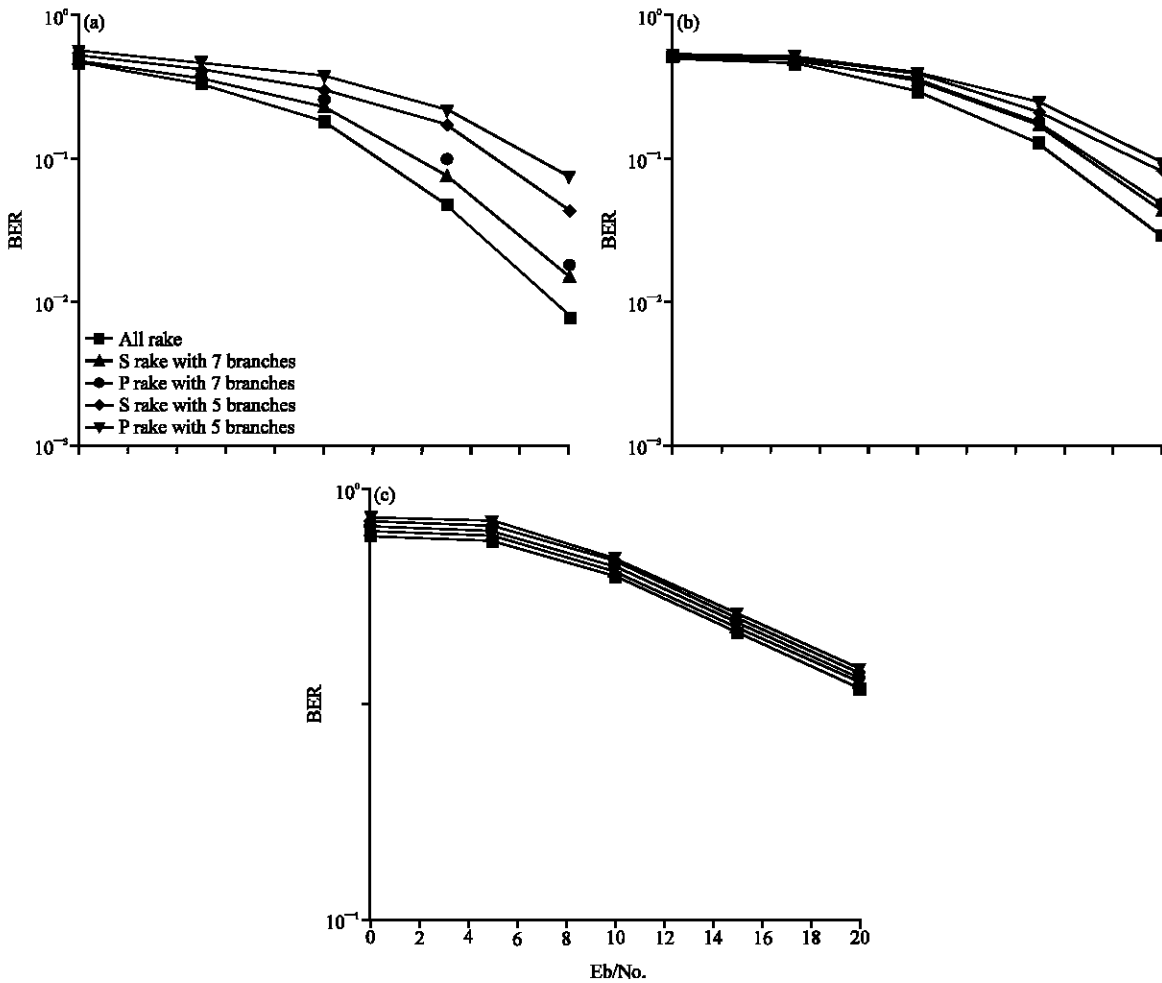 (a)
10⁰
10⁻¹
10⁻²
10⁻³
BER
All rake
S rake with 7 branches
P rake with 7 branches
S rake with 5 branches
P rake with 5 branches
(b)
10⁰
10⁻¹
10⁻²
10⁻³
BER
(c)
10⁰
10⁻¹
BER
0 2 4 6 8 10 12 14 16 18 20
Eb/No.